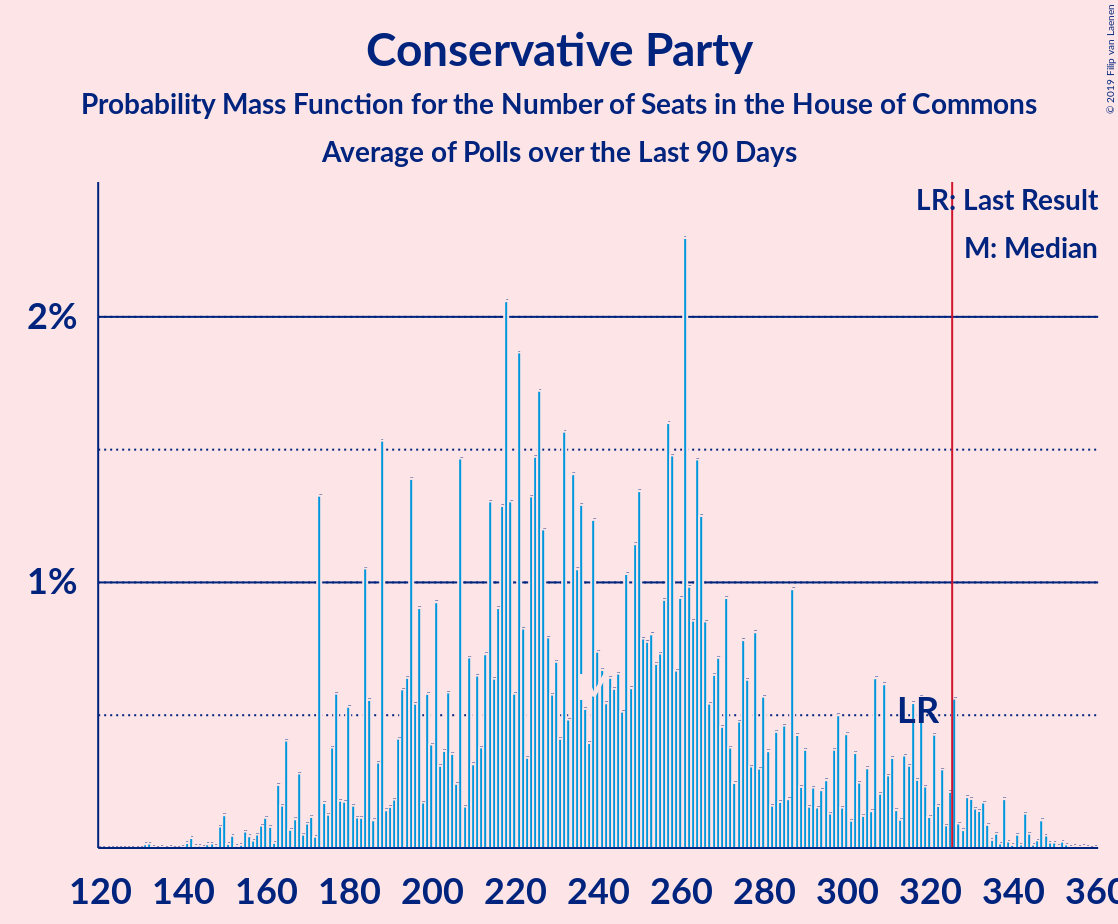 Conservative Party
Probability Mass Function for the Number of Seats in the House of Commons
Average of Polls over the Last 90 Days
© 2019 Filip van Laenen
LR: Last Result
M: Median
2%
1%
LR
M
120 140 160 180 200 220 240 260 280 300 320 340 360